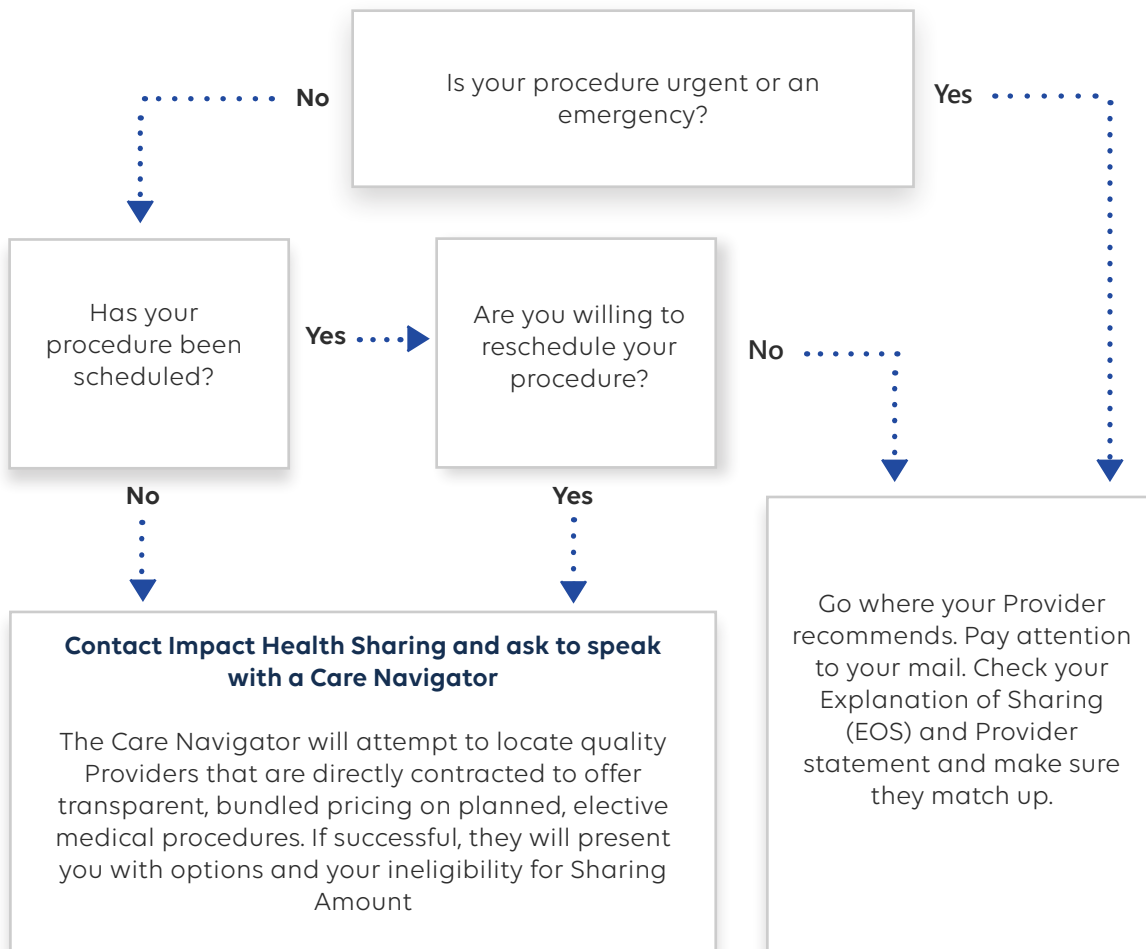 Is your procedure urgent or an
emergency?
No
Yes
Has your
procedure been
scheduled?
Yes
Are you willing to
reschedule your
procedure?
No
No
Yes
Contact Impact Health Sharing and ask to speak
with a Care Navigator
The Care Navigator will attempt to locate quality
Providers that are directly contracted to offer
transparent, bundled pricing on planned, elective
medical procedures. If successful, they will present
you with options and your ineligibility for Sharing
Amount
Go where your Provider
recommends. Pay attention
to your mail. Check your
Explanation of Sharing
(EOS) and Provider
statement and make sure
they match up.